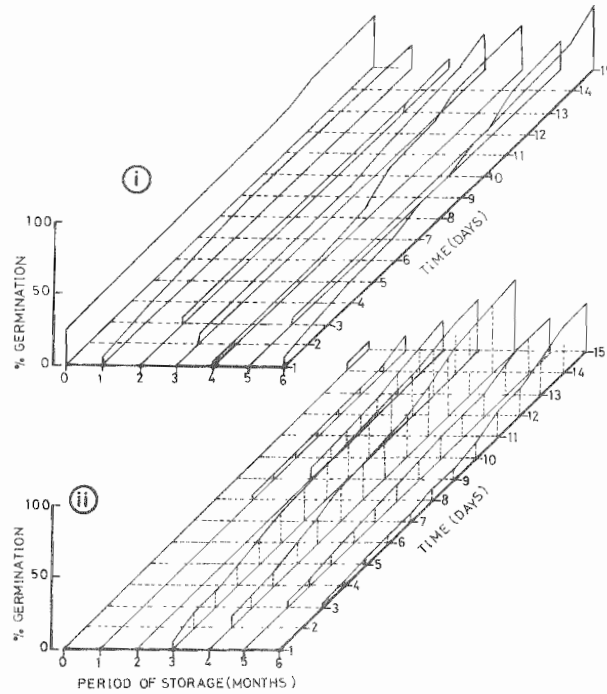 i
100
50
0
% GERMINATION
0 1 2 3 4 5 6
1 2 3 4 5 6 7 8 9 10 11 12 13 14
TIME (DAYS)
ii
100
50
0
% GERMINATION
0 1 2 3 4 5 6
1 2 3 4 5 6 7 8 9 10 11 12 13 14 15
TIME (DAYS)
PERIOD OF STORAGE (MONTHS)